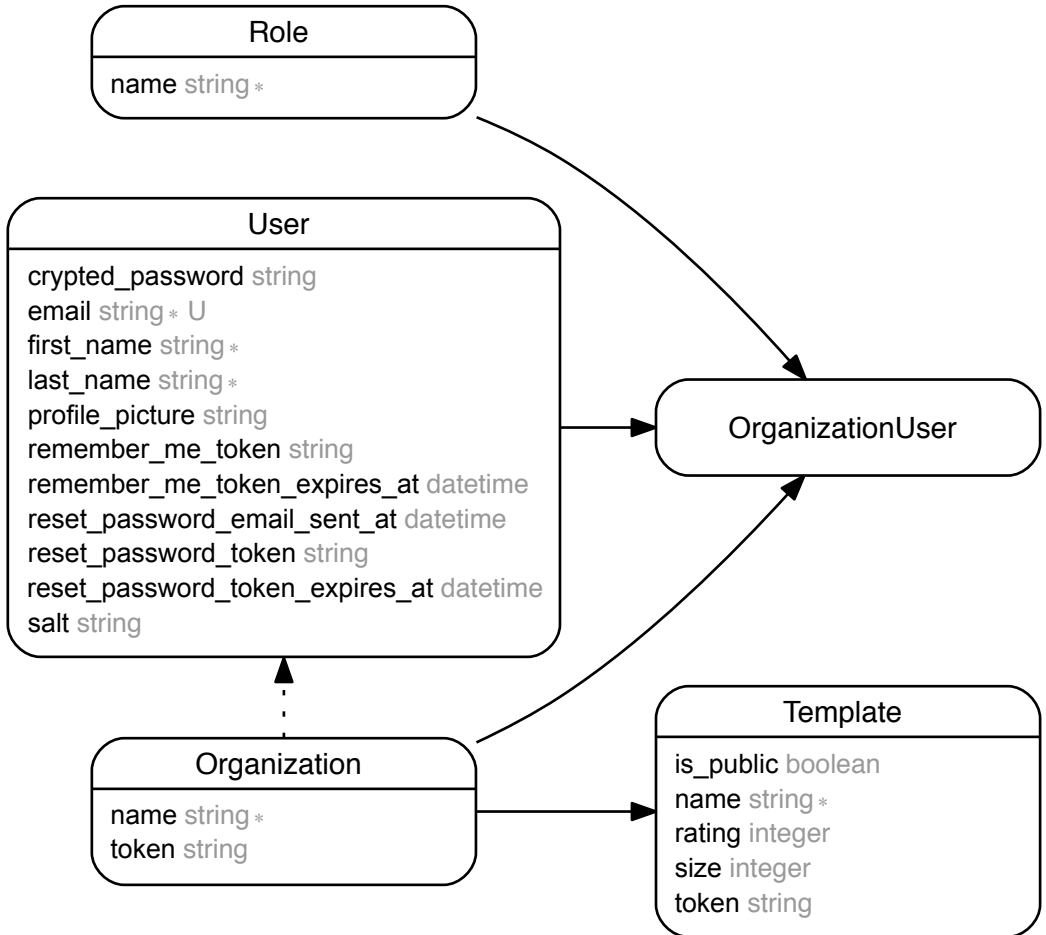 Role
name string *
User
crypted_password string
email string * U
first_name string *
last_name string *
profile_picture string
remember_me_token string
remember_me_token_expires_at datetime
reset_password_email_sent_at datetime
reset_password_token string
reset_password_token_expires_at datetime
salt string
OrganizationUser
Organization
name string *
token string
Template
is_public boolean
name string *
rating integer
size integer
token string